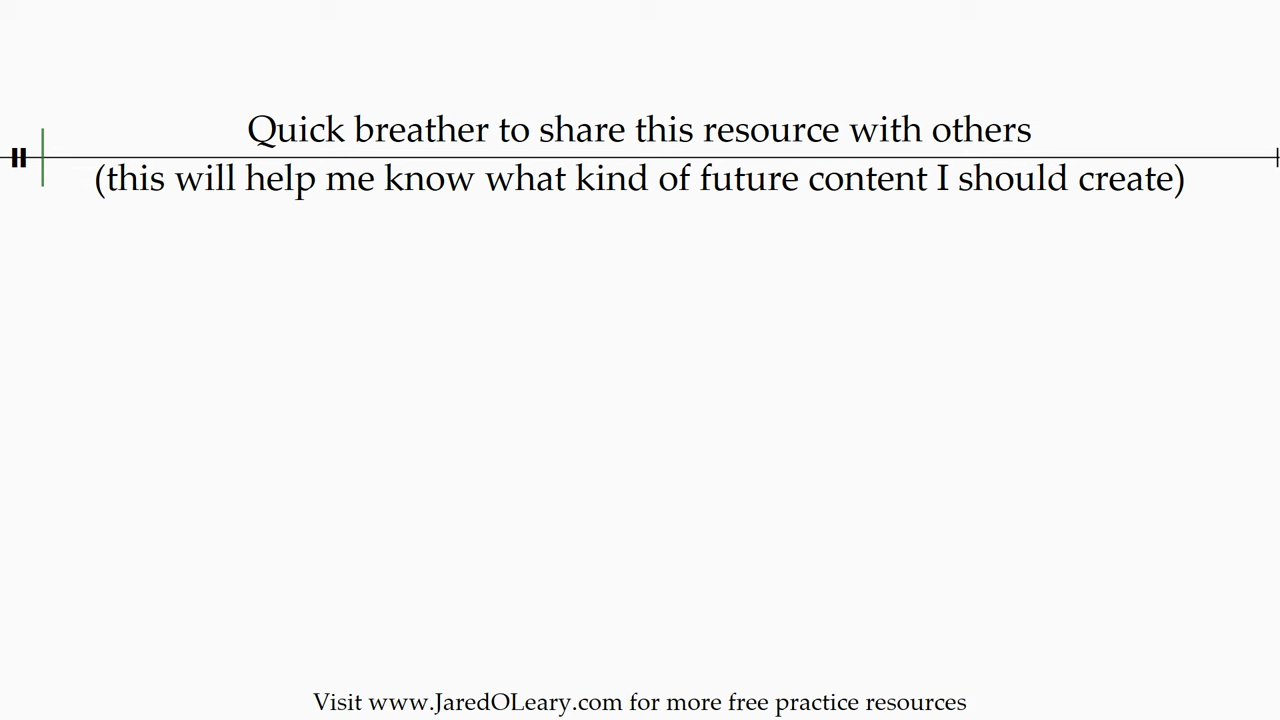 Quick breather to share this resource with others
(this will help me know what kind of future content I should create)
Visit www.JaredOLeary.com for more free practice resources